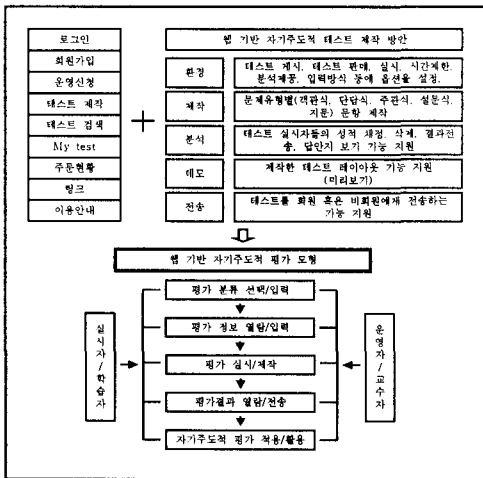 로그인
회원가입
운영신청
테스트 제작
테스트 검색
My test
주문현황
링크
이용안내
+
웹 기반 자기주도적 테스트 제작 방안
환경
테스트 게시, 테스트 판매, 실시, 시간제한,
분석제공, 입력방식 등에 옵션을 설정.
제작
문제유형별(객관식, 단답식, 주관식, 설문식,
지문) 문항 제작
분석
테스트 실시자들의 성적 채점, 삭제, 결과전
송, 답안지 보기 기능 지원
데모
제작한 테스트 레이아웃 기능 지원
(미리보기)
전송
테스트를 회원 혹은 비회원에게 전송하는
기능 지원
웹 기반 자기주도적 평가 모형
평가 분류 선택/입력
평가 정보 열람/입력
평가 실시/제작
평가결과 열람/전송
자기주도적 평가 적용/활용
실시자/학습자
운영자/교수자